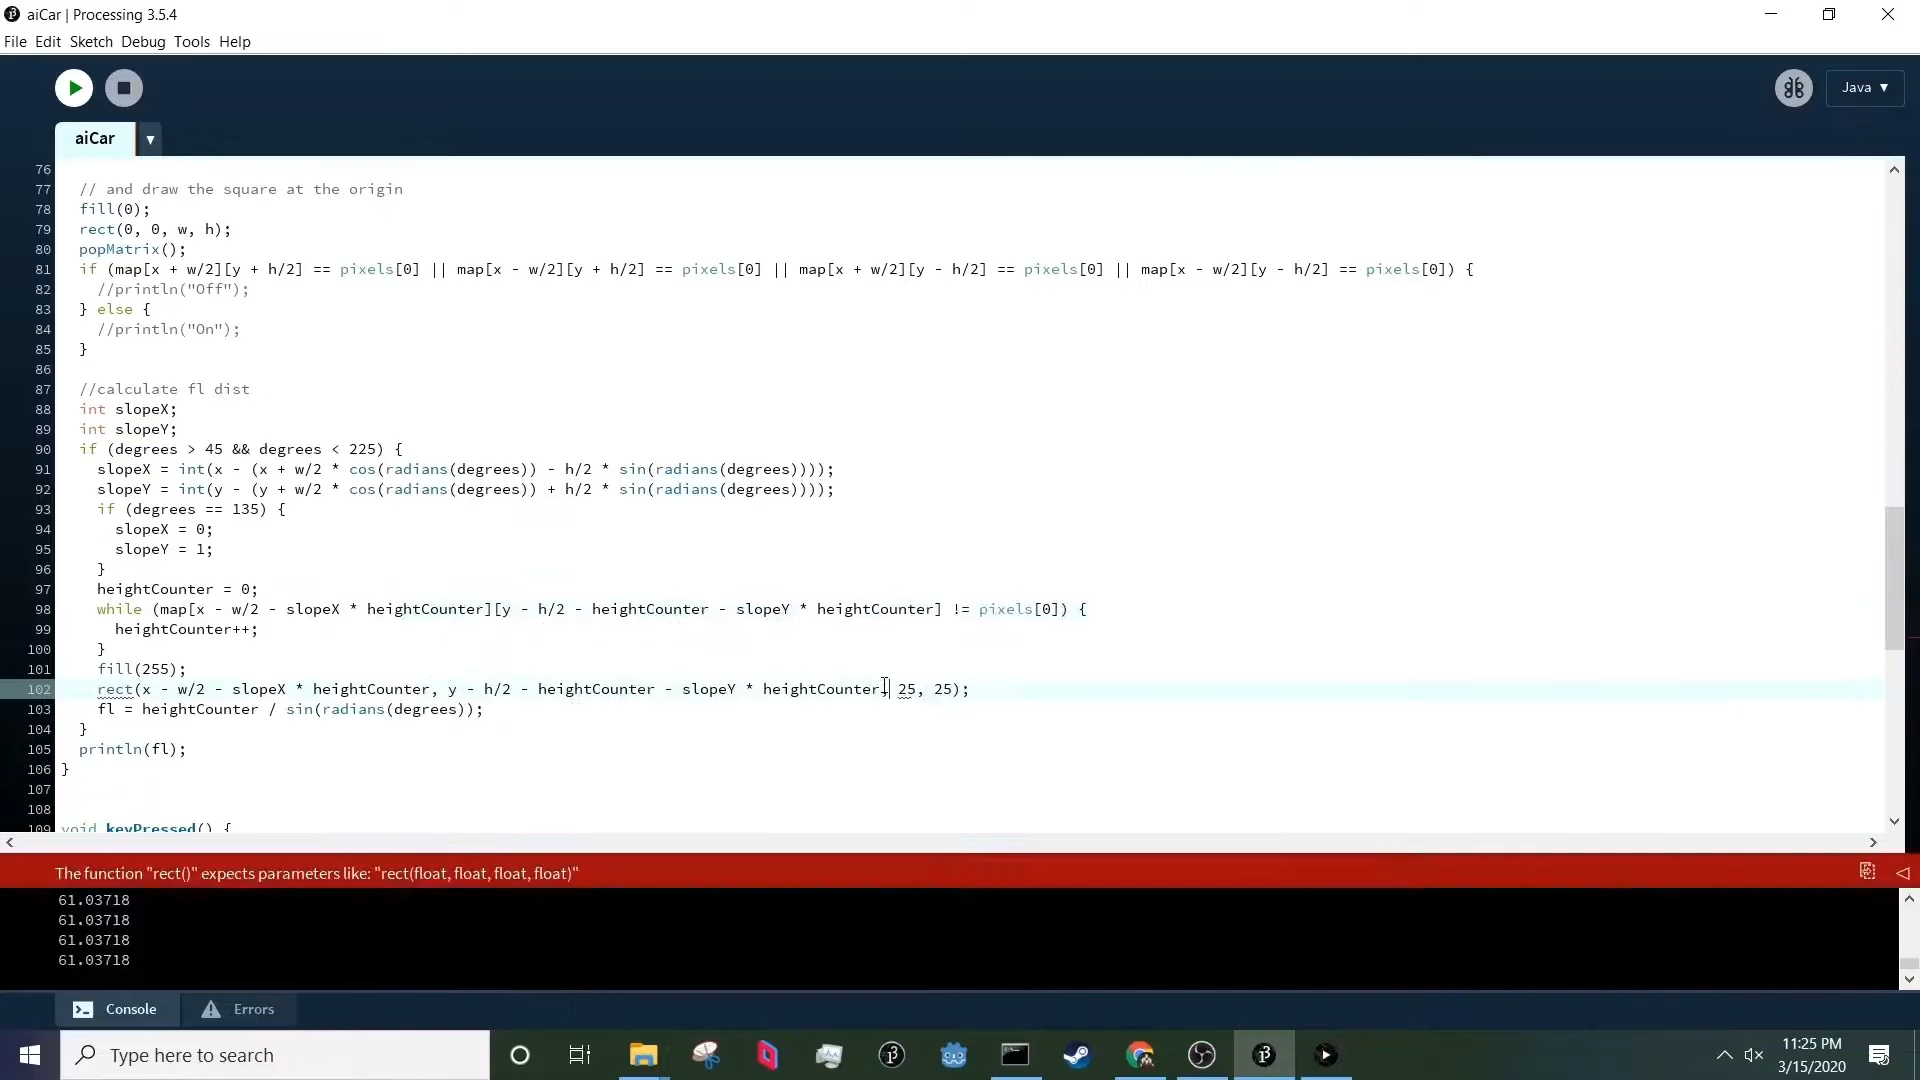 aiCar | Processing 3.5.4
File Edit Sketch Debug Tools Help
Java ▼
aiCar ▼
76
77 // and draw the square at the origin
78 fill(0);
79 rect(0, 0, w, h);
80 popMatrix();
81 if (map[x + w/2][y + h/2] == pixels[0] || map[x - w/2][y + h/2] == pixels[0] || map[x + w/2][y - h/2] == pixels[0] || map[x - w/2][y - h/2] == pixels[0]) {
82 //println("Off");
83 } else {
84 //println("On");
85 }
86
87 //calculate fl dist
88 int slopeX;
89 int slopeY;
90 if (degrees > 45 && degrees < 225) {
91 slopeX = int(x - (x + w/2 * cos(radians(degrees)) - h/2 * sin(radians(degrees))));
92 slopeY = int(y - (y + w/2 * cos(radians(degrees)) + h/2 * sin(radians(degrees))));
93 if (degrees == 135) {
94 slopeX = 0;
95 slopeY = 1;
96 }
97 heightCounter = 0;
98 while (map[x - w/2 - slopeX * heightCounter][y - h/2 - heightCounter - slopeY * heightCounter] != pixels[0]) {
99 heightCounter++;
100 }
101 fill(255);
102 rect(x - w/2 - slopeX * heightCounter, y - h/2 - heightCounter - slopeY * heightCounter 25, 25);
103 fl = heightCounter / sin(radians(degrees));
104 }
105 println(fl);
106 }
107
108
109 void keyPressed() {
The function "rect()" expects parameters like: "rect(float, float, float, float)"
61.03718
61.03718
61.03718
61.03718
Console Errors
Type here to search
11:25 PM
3/15/2020